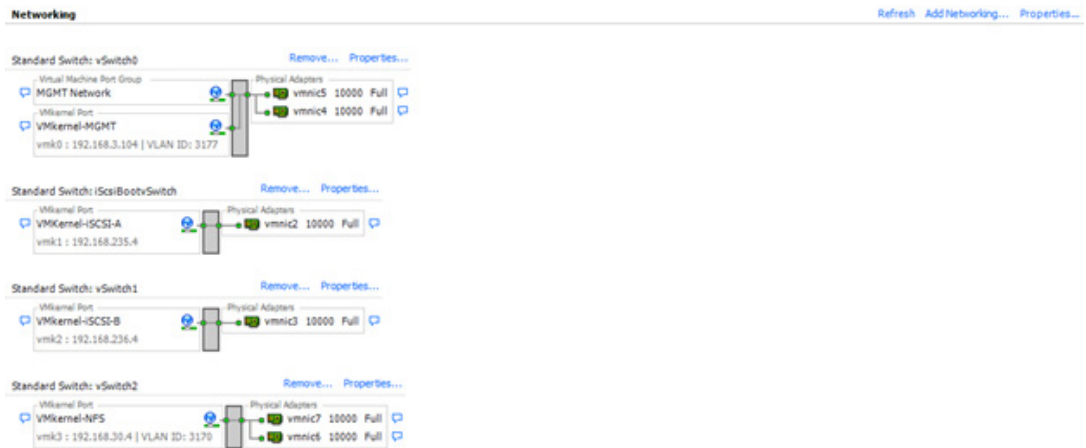 Networking
Refresh Add Networking... Properties...
Standard Switch: vSwitch0 Remove... Properties...
Virtual Machine Port Group Physical Adapters
MGMT Network vmnic5 10000 Full
vmnic4 10000 Full
VMkernel Port
VMkernel-MGMT
vmk0 : 192.168.3.104 | VLAN ID: 3177
Standard Switch: iScsiBootvSwitch Remove... Properties...
VMkernel Port Physical Adapters
VMKernel-iSCSI-A vmnic2 10000 Full
vmk1 : 192.168.235.4
Standard Switch: vSwitch1 Remove... Properties...
VMkernel Port Physical Adapters
VMkernel-iSCSI-B vmnic3 10000 Full
vmk2 : 192.168.236.4
Standard Switch: vSwitch2 Remove... Properties...
VMkernel Port Physical Adapters
VMkernel-NFS vmnic7 10000 Full
vmk3 : 192.168.30.4 | VLAN ID: 3170 vmnic6 10000 Full